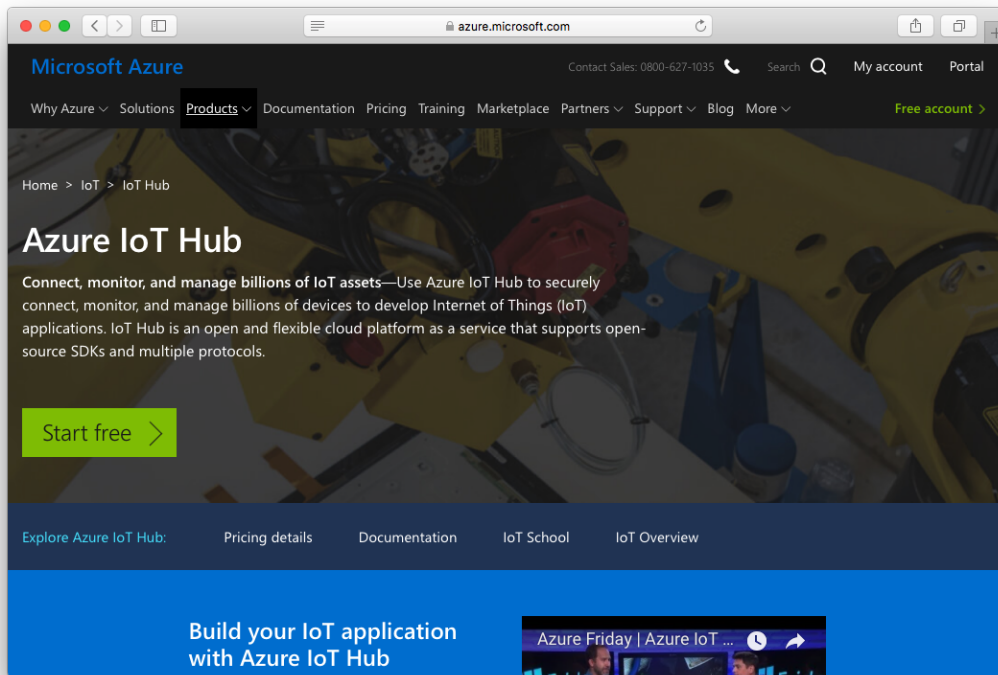 azure.microsoft.com
Microsoft Azure
Contact Sales: 0800-627-1035
Search
My account
Portal
Why Azure
Solutions
Products
Documentation
Pricing
Training
Marketplace
Partners
Support
Blog
More
Free account
Home > IoT > IoT Hub
Azure IoT Hub
Connect, monitor, and manage billions of IoT assets—Use Azure IoT Hub to securely
connect, monitor, and manage billions of devices to develop Internet of Things (IoT)
applications. IoT Hub is an open and flexible cloud platform as a service that supports open-
source SDKs and multiple protocols.
Start free
Explore Azure IoT Hub:
Pricing details
Documentation
IoT School
IoT Overview
Build your IoT application
with Azure IoT Hub
Azure Friday | Azure IoT ...